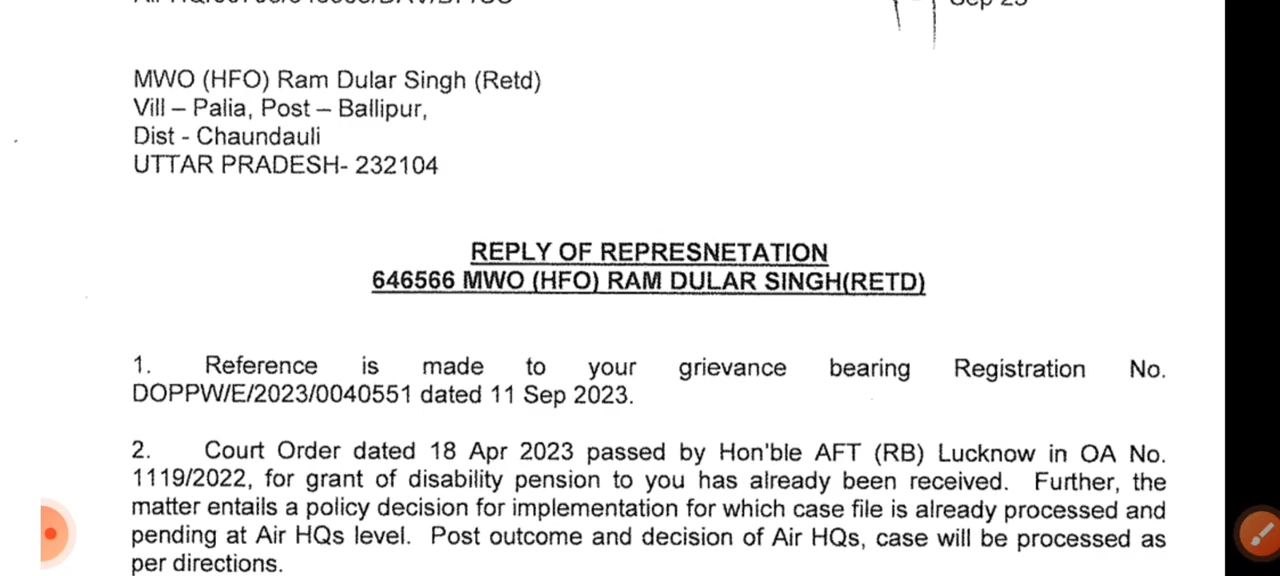 MWO (HFO) Ram Dular Singh (Retd)
Vill – Palia, Post – Ballipur,
Dist - Chaundauli
UTTAR PRADESH- 232104
REPLY OF REPRESNETATION
646566 MWO (HFO) RAM DULAR SINGH(RETD)
1. Reference is made to your grievance bearing Registration No.
DOPPW/E/2023/0040551 dated 11 Sep 2023.
2. Court Order dated 18 Apr 2023 passed by Hon'ble AFT (RB) Lucknow in OA No.
1119/2022, for grant of disability pension to you has already been received. Further, the
matter entails a policy decision for implementation for which case file is already processed and
pending at Air HQs level. Post outcome and decision of Air HQs, case will be processed as
per directions.